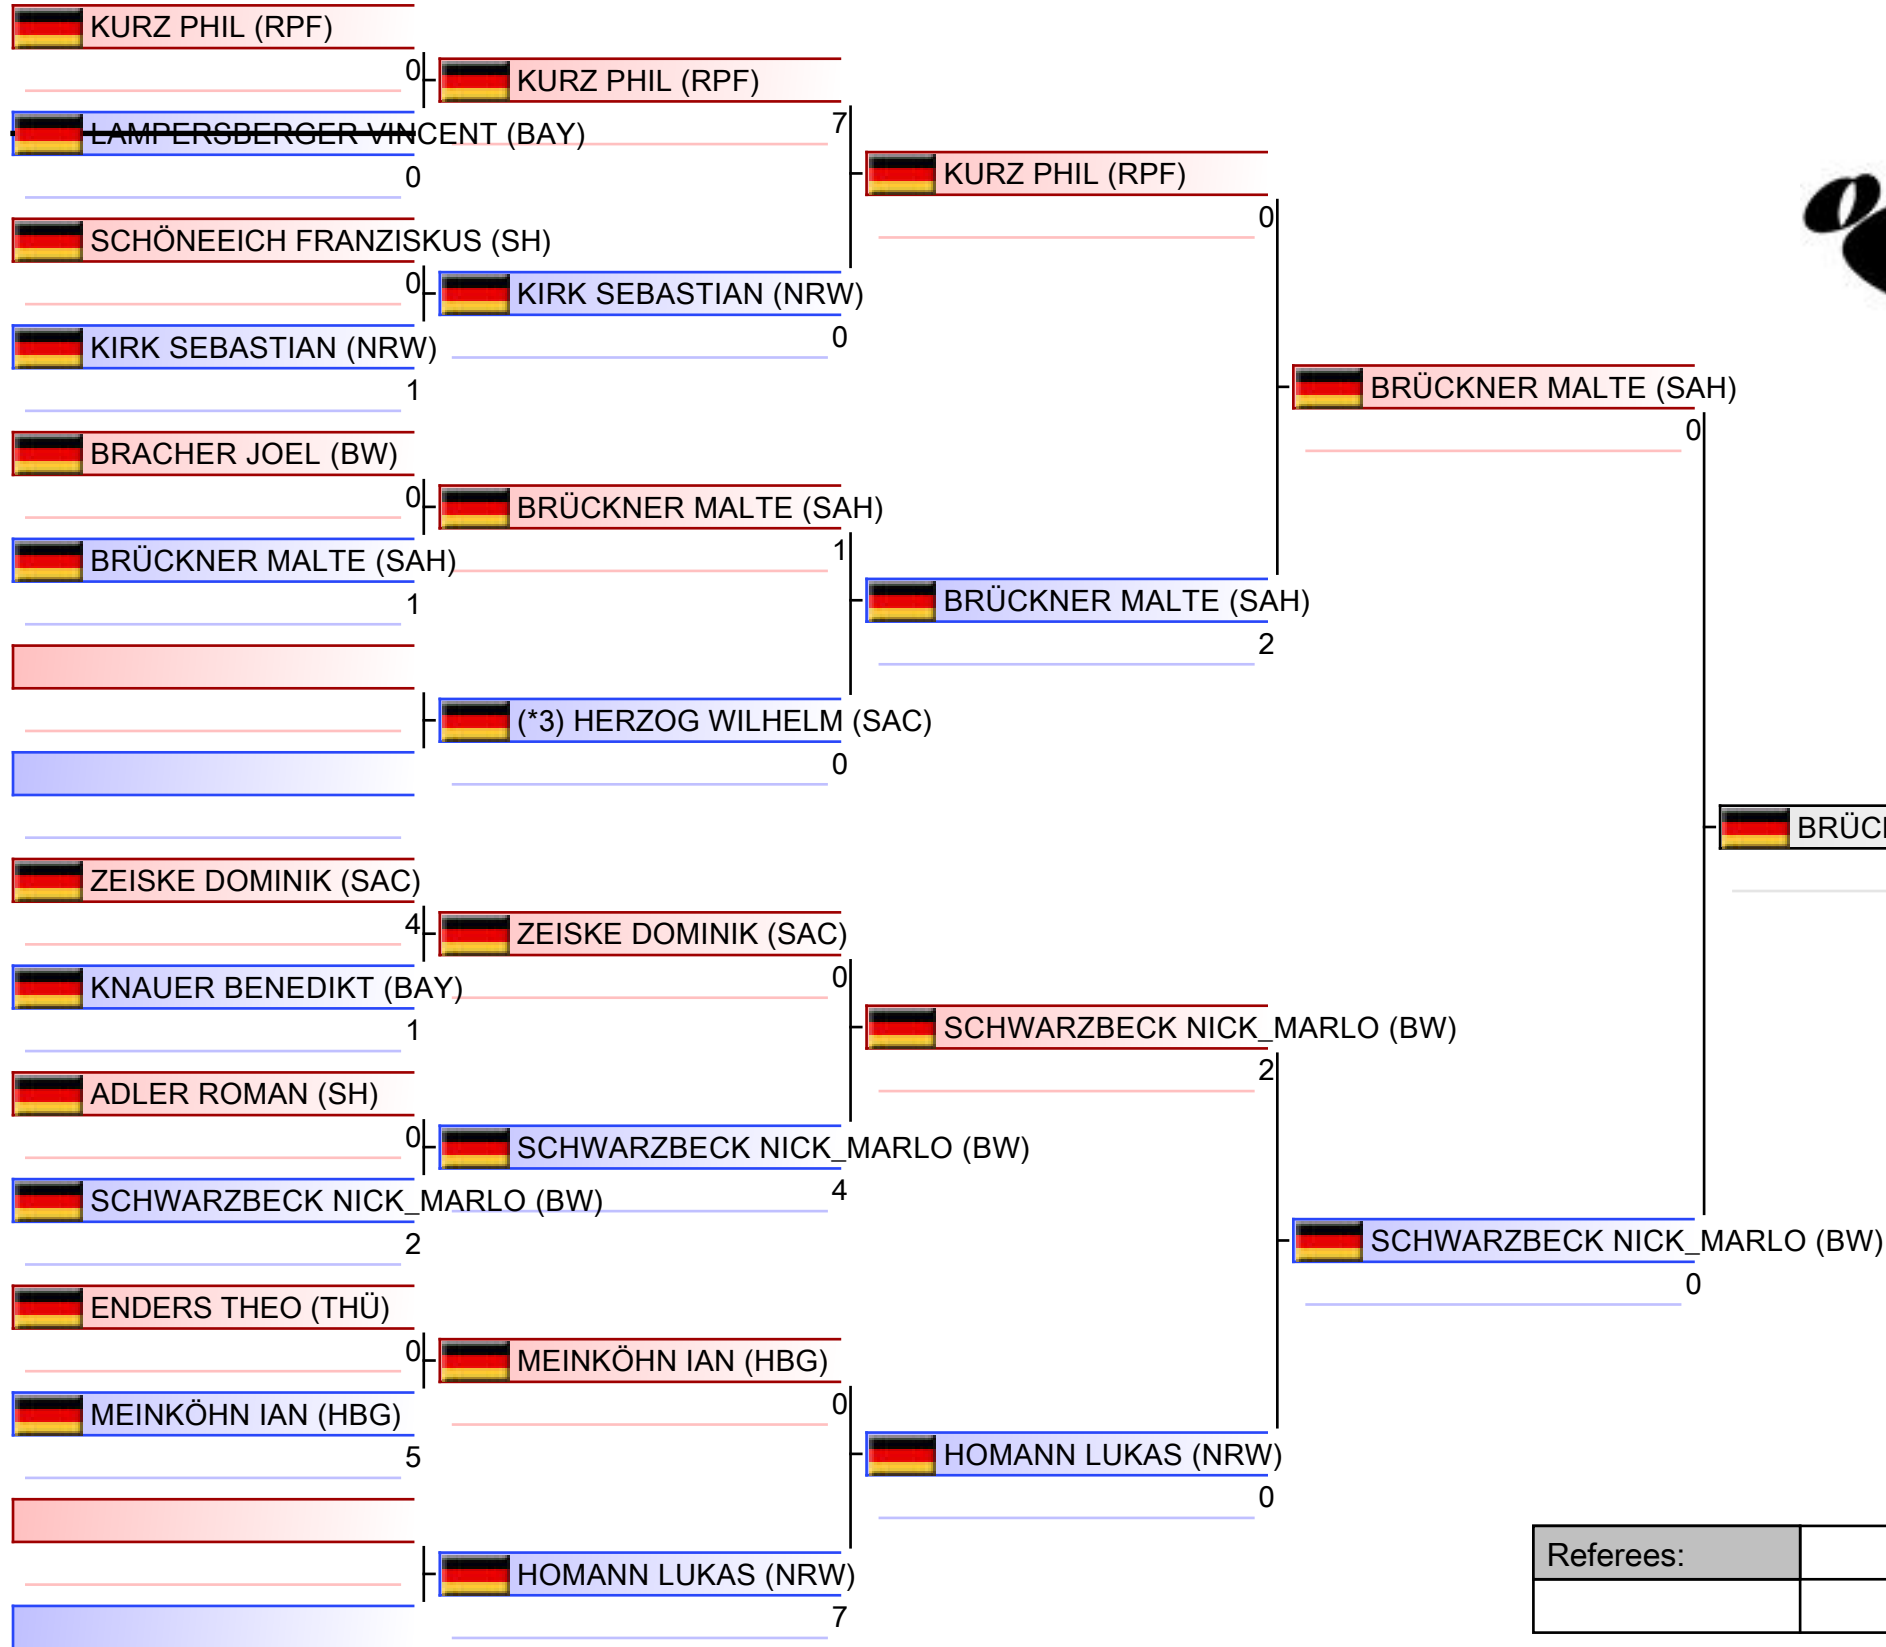 KURZ PHIL (RPF)
0
LAMPERSBERGER VINCENT (BAY)
0
SCHÖNEEICH FRANZISKUS (SH)
0
KIRK SEBASTIAN (NRW)
1
BRACHER JOEL (BW)
0
BRÜCKNER MALTE (SAH)
1
ZEISKE DOMINIK (SAC)
4
KNAUER BENEDIKT (BAY)
1
ADLER ROMAN (SH)
0
SCHWARZBECK NICK_MARLO (BW)
2
ENDERS THEO (THÜ)
0
MEINKÖHN IAN (HBG)
5
KURZ PHIL (RPF)
7
KIRK SEBASTIAN (NRW)
0
BRÜCKNER MALTE (SAH)
1
(*3) HERZOG WILHELM (SAC)
0
ZEISKE DOMINIK (SAC)
0
SCHWARZBECK NICK_MARLO (BW)
4
MEINKÖHN IAN (HBG)
0
HOMANN LUKAS (NRW)
7
KURZ PHIL (RPF)
0
BRÜCKNER MALTE (SAH)
2
SCHWARZBECK NICK_MARLO (BW)
2
HOMANN LUKAS (NRW)
0
BRÜCKNER MALTE (SAH)
0
SCHWARZBECK NICK_MARLO (BW)
0
Referees: